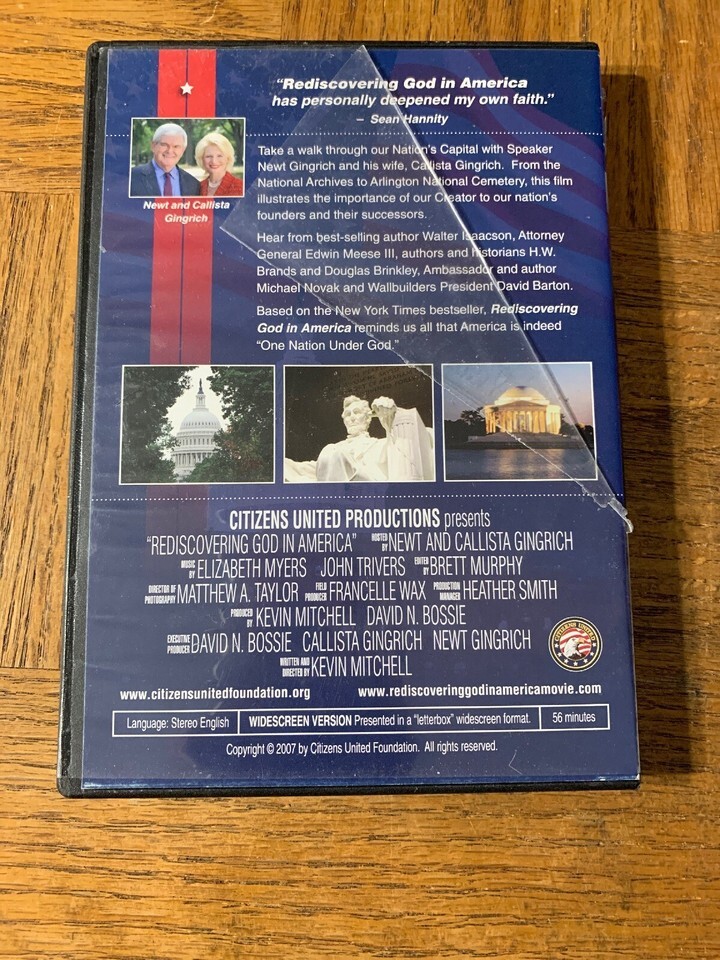 “Rediscovering God in America
has personally deepened my own faith.”
– Sean Hannity
Newt and Callista
Gingrich
Take a walk through our Nation's Capital with Speaker
Newt Gingrich and his wife, Callista Gingrich. From the
National Archives to Arlington National Cemetery, this film
illustrates the importance of our Creator to our nation's
founders and their successors.
Hear from best-selling author Walter Isaacson, Attorney
General Edwin Meese III, authors and historians H.W.
Brands and Douglas Brinkley, Ambassador and author
Michael Novak and Wallbuilders President David Barton.
Based on the New York Times bestseller, Rediscovering
God in America reminds us all that America is indeed
“One Nation Under God.”
CITIZENS UNITED PRODUCTIONS presents
“REDISCOVERING GOD IN AMERICA” HOSTED BY NEWT AND CALLISTA GINGRICH
MUSIC BY ELIZABETH MYERS JOHN TRIVERS EDITED BY BRETT MURPHY
DIRECTOR OF PHOTOGRAPHY MATTHEW A. TAYLOR FIELD PRODUCER FRANCELLE WAX PRODUCTION MANAGER HEATHER SMITH
PRODUCED BY KEVIN MITCHELL DAVID N. BOSSIE
EXECUTIVE PRODUCER DAVID N. BOSSIE CALLISTA GINGRICH NEWT GINGRICH
WRITTEN AND DIRECTED BY KEVIN MITCHELL
CITIZENS UNITED
www.citizensunitedfoundation.org www.rediscoveringgodinamericamovie.com
Language: Stereo English WIDESCREEN VERSION Presented in a “letterbox” widescreen format. 56 minutes
Copyright © 2007 by Citizens United Foundation. All rights reserved.